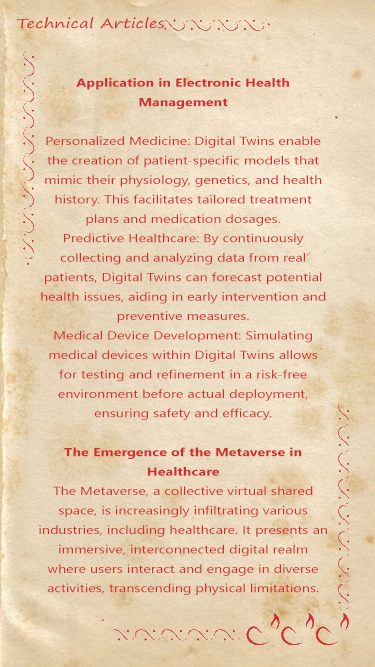 Technical Articles
Application in Electronic Health
Management
Personalized Medicine: Digital Twins enable
the creation of patient-specific models that
mimic their physiology, genetics, and health
history. This facilitates tailored treatment
plans and medication dosages.
Predictive Healthcare: By continuously
collecting and analyzing data from real
patients, Digital Twins can forecast potential
health issues, aiding in early intervention and
preventive measures.
Medical Device Development: Simulating
medical devices within Digital Twins allows
for testing and refinement in a risk-free
environment before actual deployment,
ensuring safety and efficacy.
The Emergence of the Metaverse in
Healthcare
The Metaverse, a collective virtual shared
space, is increasingly infiltrating various
industries, including healthcare. It presents an
immersive, interconnected digital realm
where users interact and engage in diverse
activities, transcending physical limitations.